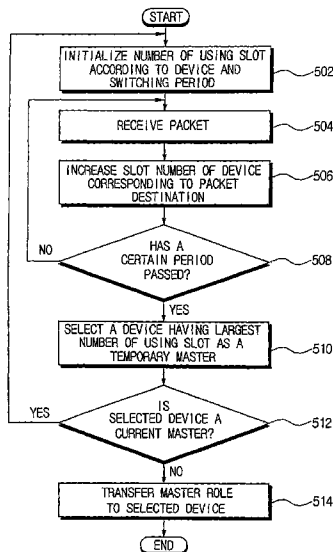 START
INITIALIZE NUMBER OF USING SLOT
ACCORDING TO DEVICE AND
SWITCHING PERIOD
502
RECEIVE PACKET
504
INCREASE SLOT NUMBER OF DEVICE
CORRESPONDING TO PACKET
DESTINATION
506
HAS A
CERTAIN PERIOD
PASSED?
508
NO
YES
SELECT A DEVICE HAVING LARGEST
NUMBER OF USING SLOT AS A
TEMPORARY MASTER
510
IS
SELECTED DEVICE A
CURRENT MASTER?
512
YES
NO
TRANSFER MASTER ROLE
TO SELECTED DEVICE
514
END